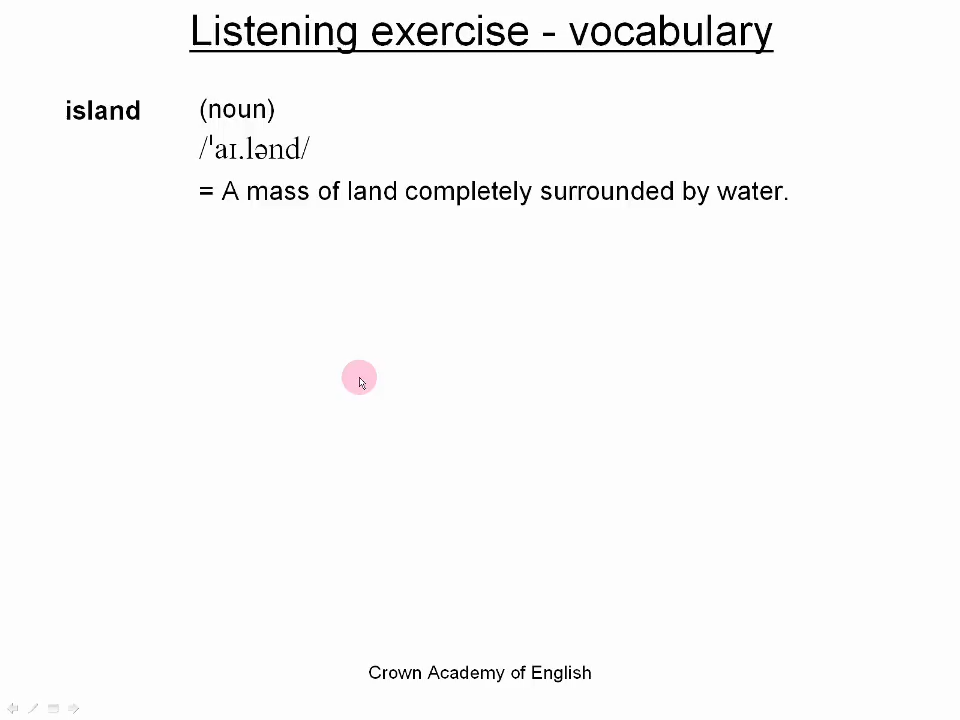 Listening exercise - vocabulary
island (noun)
/ˈaɪ.lənd/
= A mass of land completely surrounded by water.
Crown Academy of English